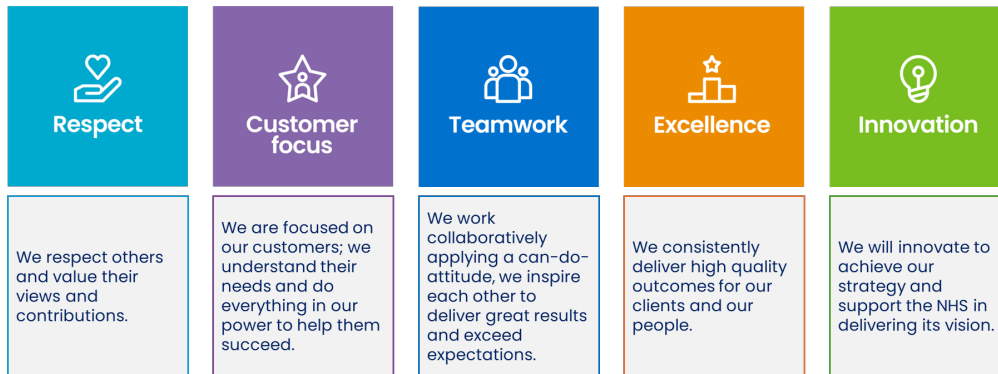 Respect
Customer
focus
Teamwork
Excellence
Innovation
We respect others
and value their
views and
contributions.
We are focused on
our customers; we
understand their
needs and do
everything in our
power to help them
succeed.
We work
collaboratively
applying a can-do-
attitude, we inspire
each other to
deliver great results
and exceed
expectations.
We consistently
deliver high quality
outcomes for our
clients and our
people.
We will innovate to
achieve our
strategy and
support the NHS in
delivering its vision.